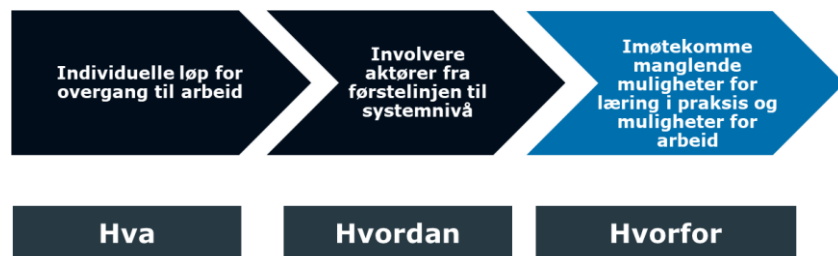 Individuelle løp for
overgang til arbeid
Involvere
aktører fra
førstelinjen til
systemnivå
Imøtekomme
manglende
muligheter for
læring i praksis og
muligheter for
arbeid
Hva
Hvordan
Hvorfor